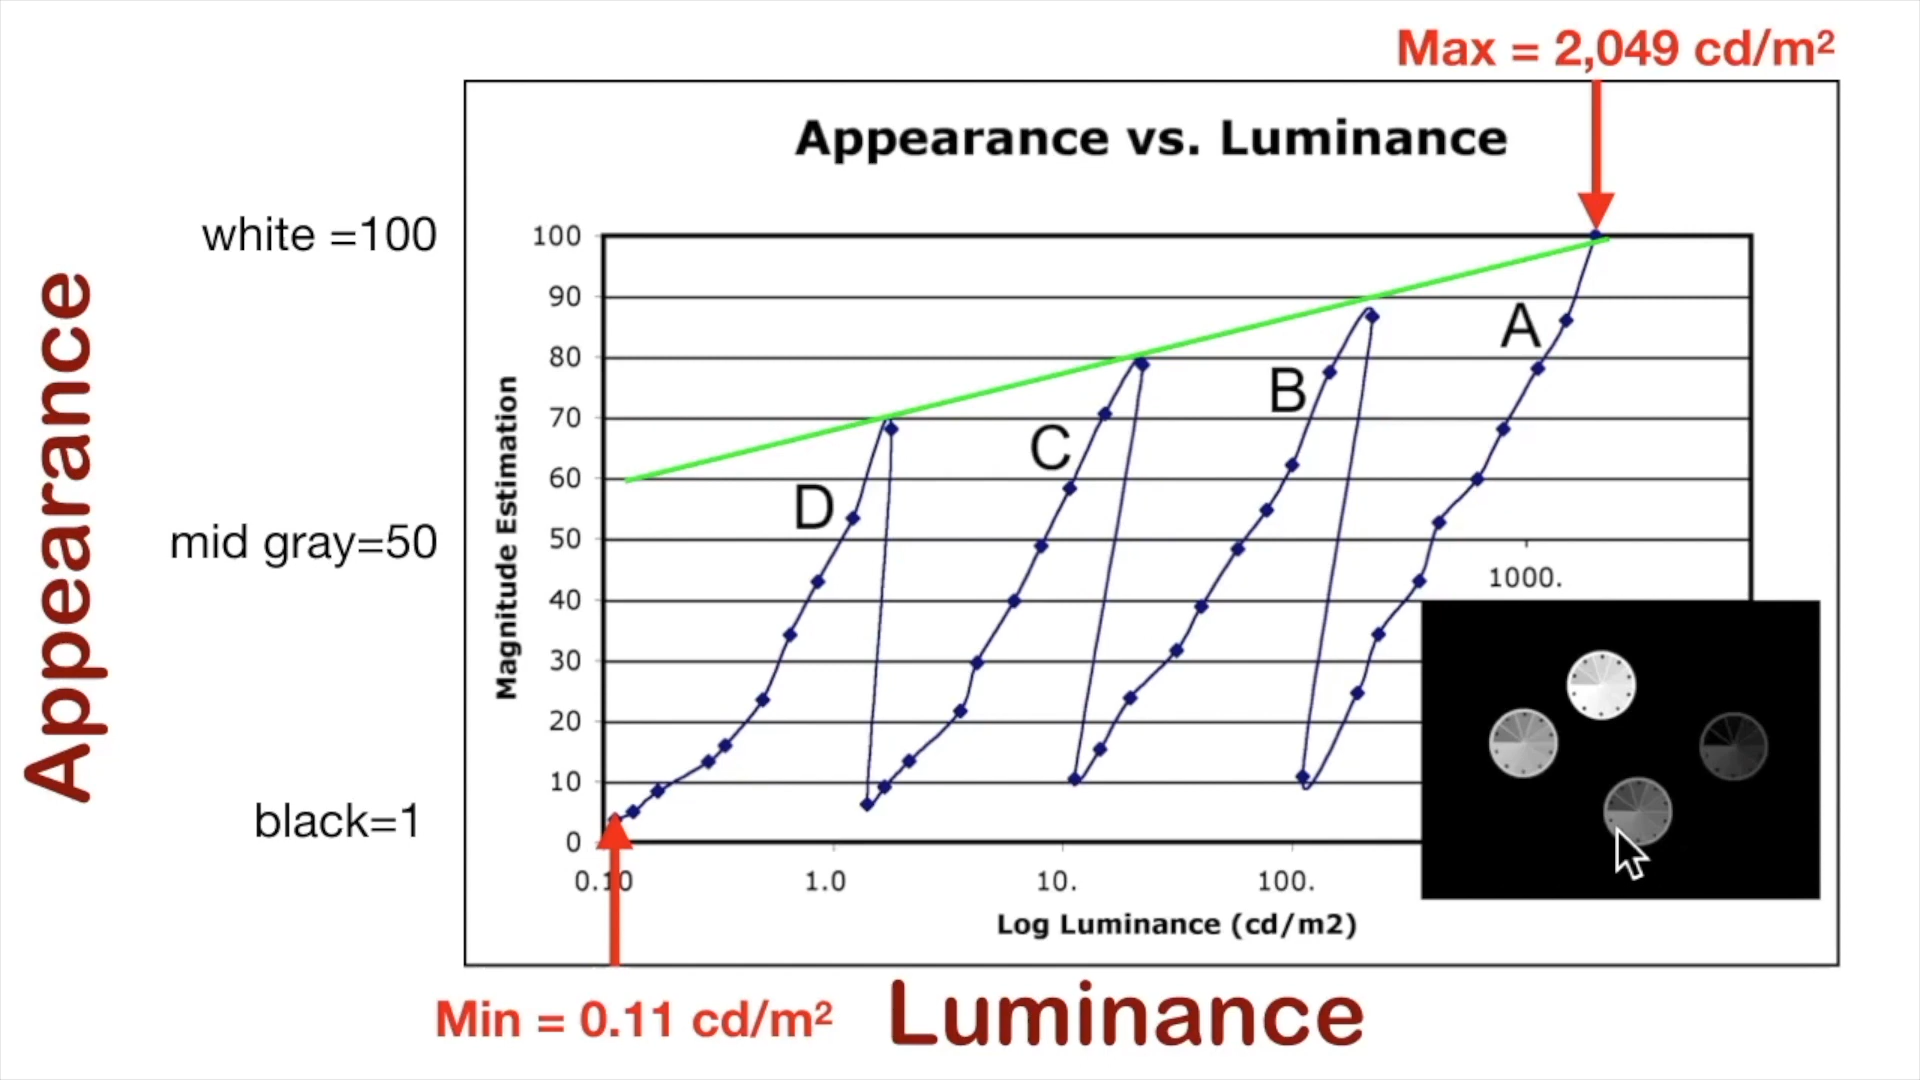 Max = 2,049 cd/m²
Appearance vs. Luminance
white =100
mid gray=50
black=1
Appearance
Magnitude Estimation
100
90
80
70
60
50
40
30
20
10
0
A
B
C
D
1000.
0.10
1.0
10.
100.
Log Luminance (cd/m2)
Min = 0.11 cd/m²
Luminance